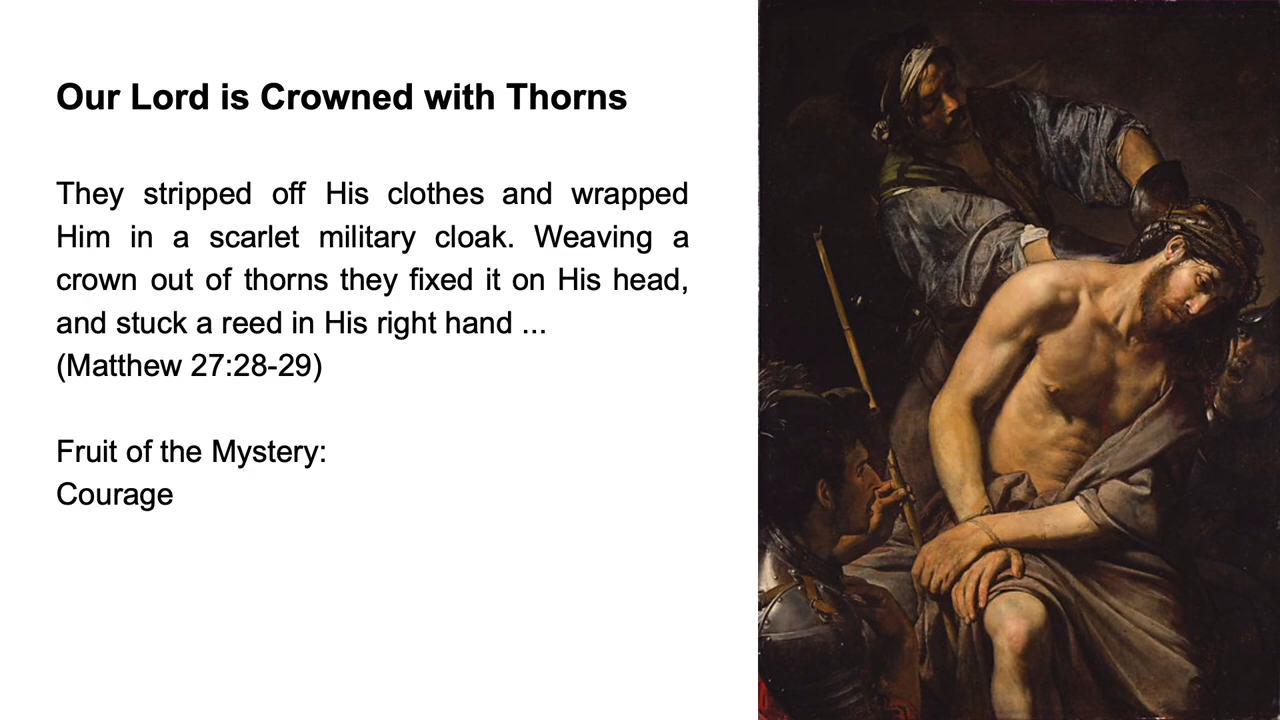 Our Lord is Crowned with Thorns
They stripped off His clothes and wrapped
Him in a scarlet military cloak. Weaving a
crown out of thorns they fixed it on His head,
and stuck a reed in His right hand ...
(Matthew 27:28-29)
Fruit of the Mystery:
Courage